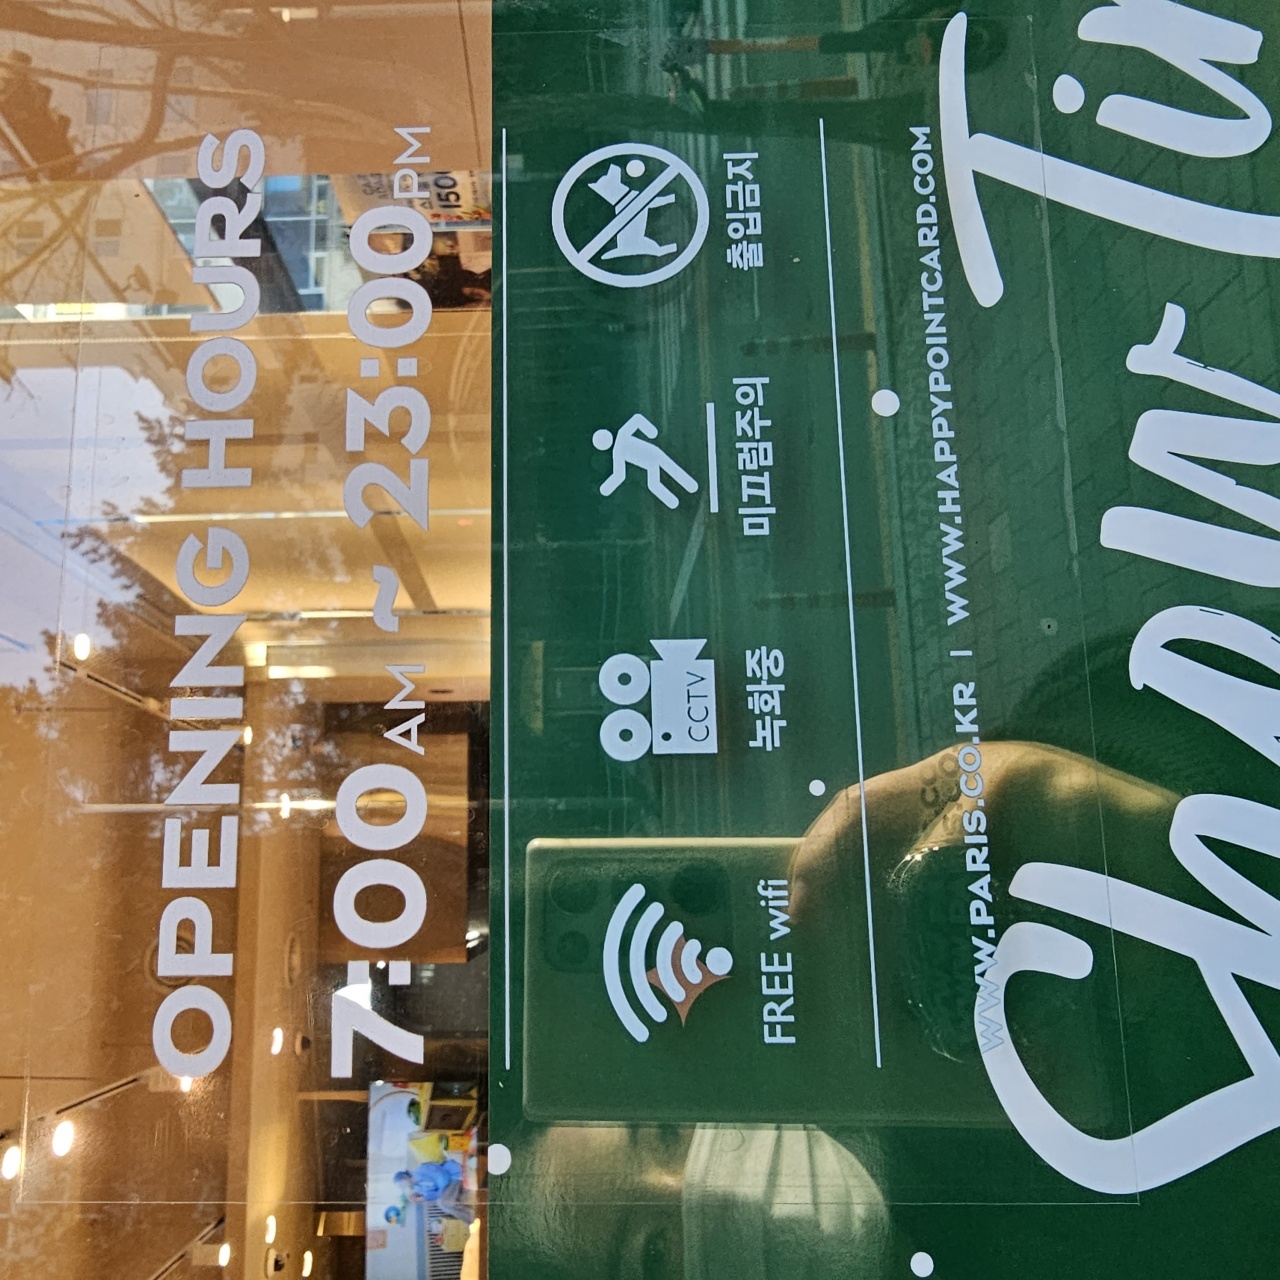 OPENING HOURS
7:00 AM ~ 23:00 PM
CCTV
FREE wifi
녹화중
미끄럼주의
출입금지
WWW.PARIS.CO.KR | WWW.HAPPYPOINTCARD.COM